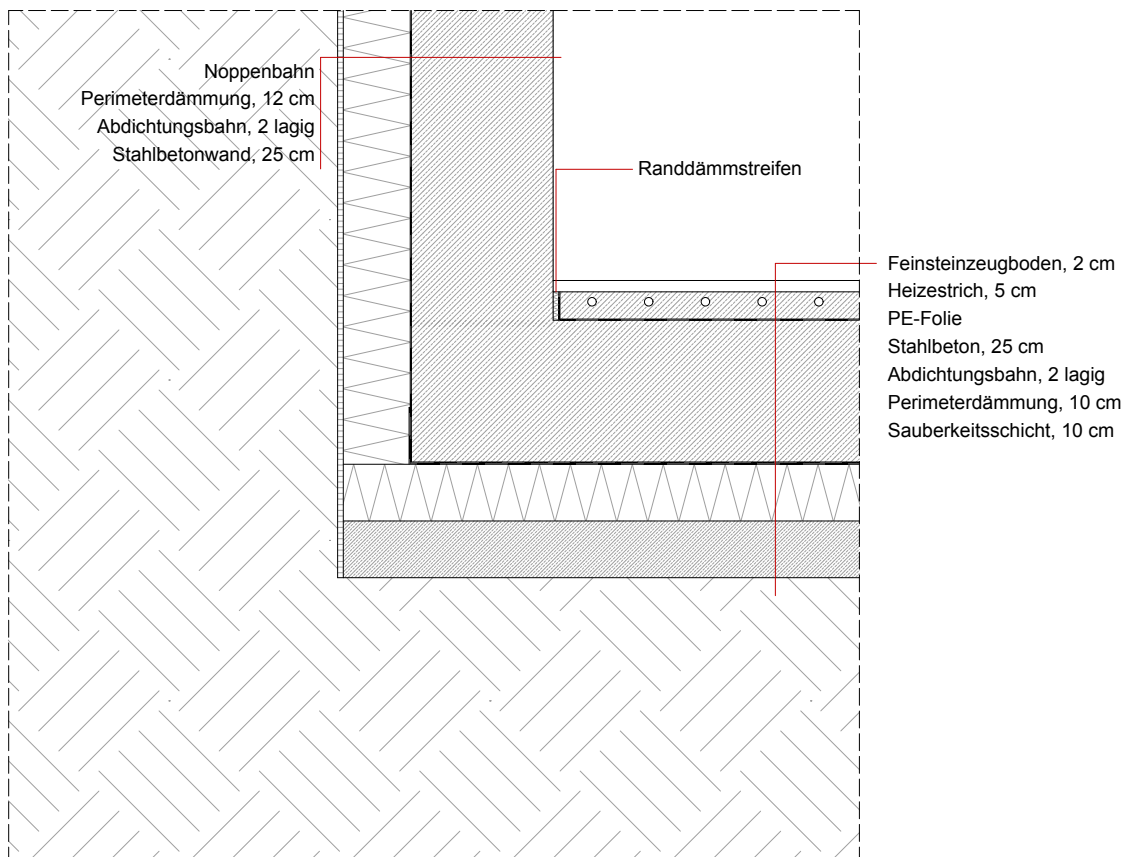 Noppenbahn
Perimeterdämmung, 12 cm
Abdichtungsbahn, 2 lagig
Stahlbetonwand, 25 cm
Randdämmstreifen
Feinsteinzeugboden, 2 cm
Heizestrich, 5 cm
PE-Folie
Stahlbeton, 25 cm
Abdichtungsbahn, 2 lagig
Perimeterdämmung, 10 cm
Sauberkeitsschicht, 10 cm